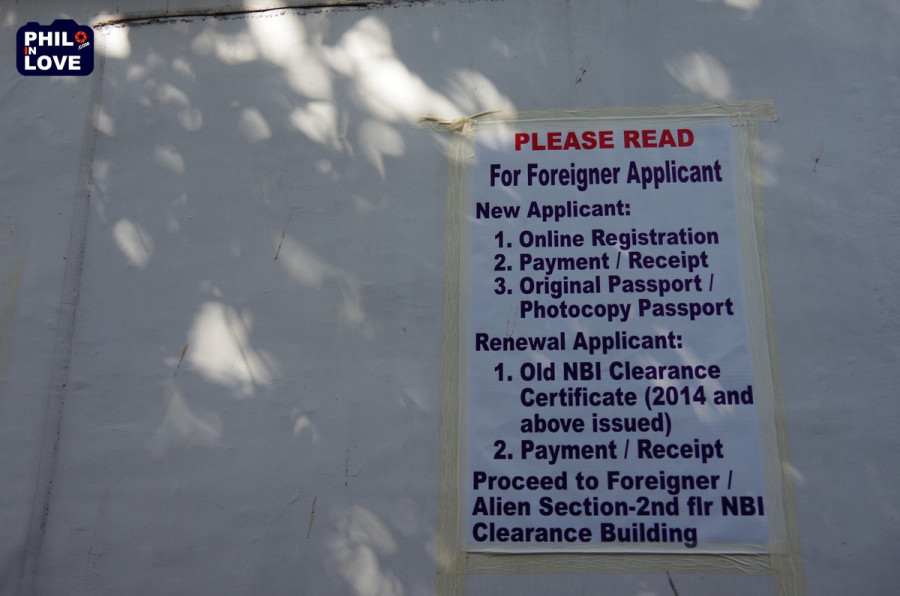 PHIL
IN .com
LOVE
PLEASE READ
For Foreigner Applicant
New Applicant:
1. Online Registration
2. Payment / Receipt
3. Original Passport /
Photocopy Passport
Renewal Applicant:
1. Old NBI Clearance
Certificate (2014 and
above issued)
2. Payment / Receipt
Proceed to Foreigner /
Alien Section-2nd flr NBI
Clearance Building